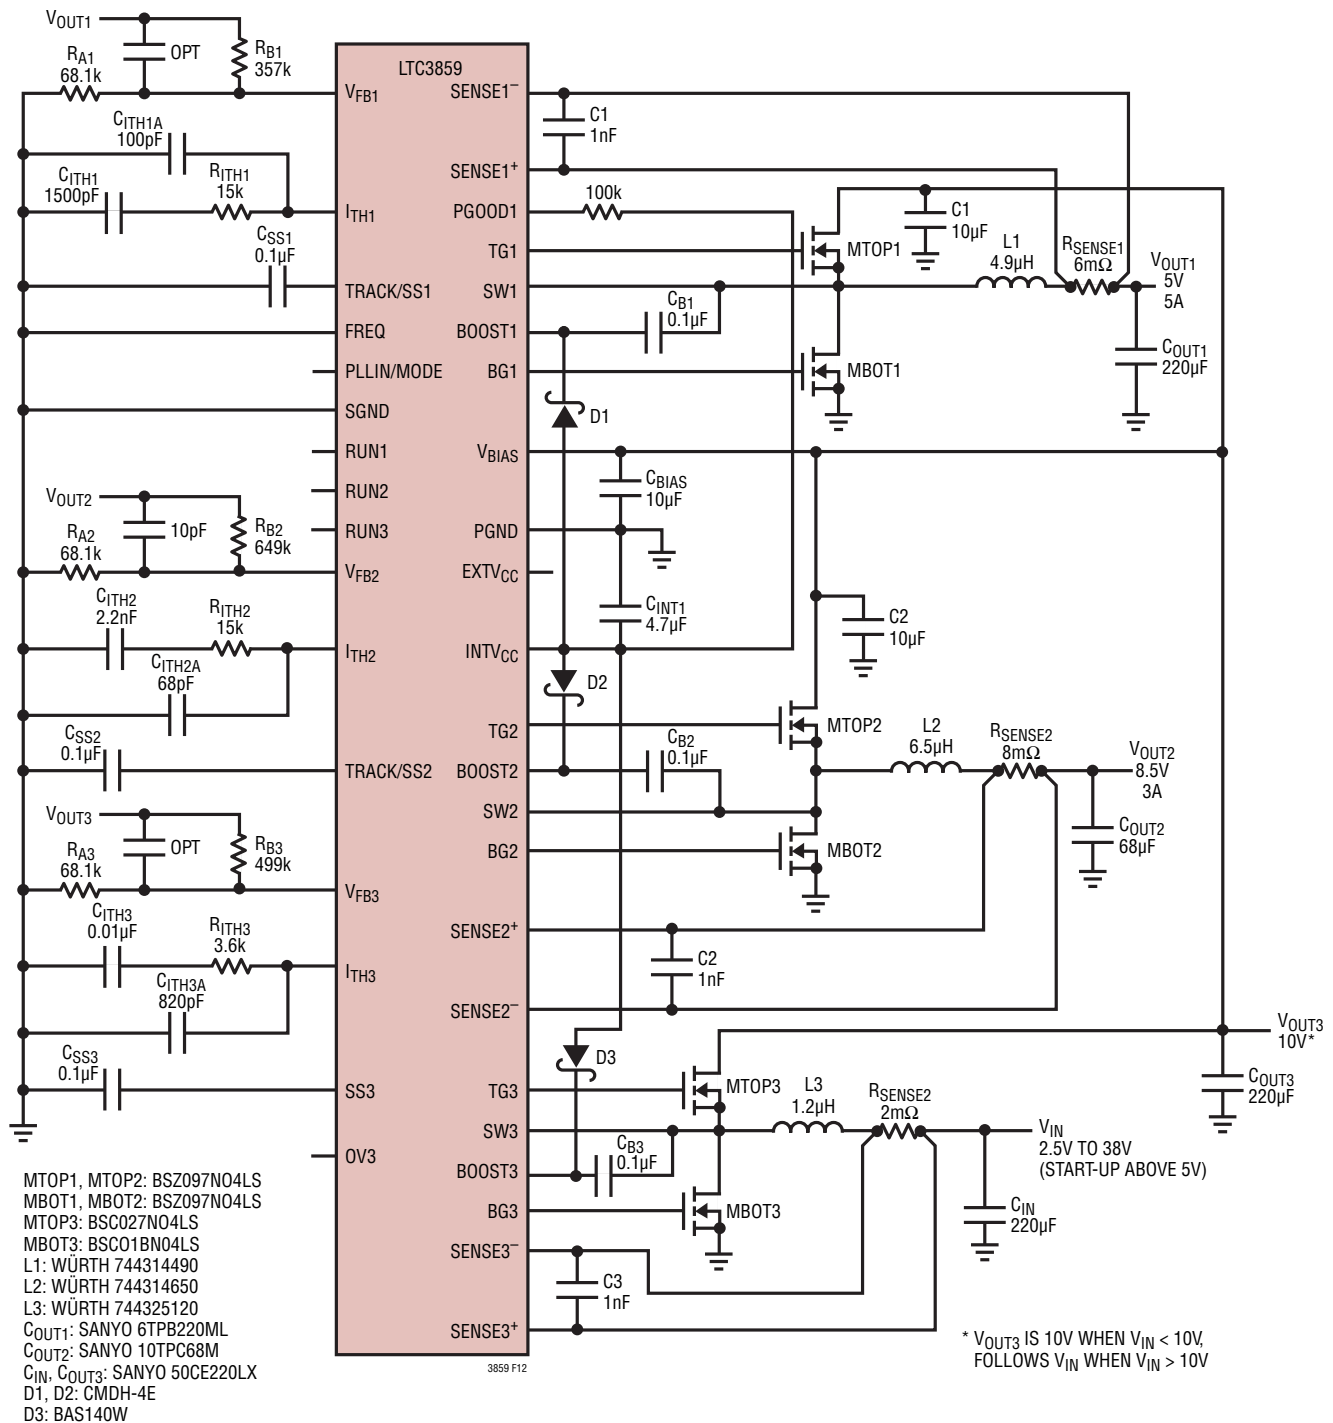 VOUT1
RA1
68.1k
OPT
RB1
357k
LTC3859
VFB1
SENSE1–
C1
1nF
CITH1A
100pF
SENSE1+
CITH1
1500pF
RITH1
15k
ITH1
PGOOD1
100k
C1
10µF
CSS1
0.1µF
TG1
MTOP1
L1
4.9µH
RSENSE1
6mΩ
VOUT1
5V
5A
TRACK/SS1
SW1
CB1
0.1µF
FREQ
BOOST1
COUT1
220µF
PLLIN/MODE
BG1
MBOT1
SGND
D1
RUN1
VBIAS
CBIAS
10µF
RUN2
VOUT2
RA2
68.1k
10pF
RB2
649k
RUN3
PGND
VFB2
EXTVCC
CITH2
2.2nF
RITH2
15k
CINT1
4.7µF
C2
10µF
ITH2
INTVCC
CITH2A
68pF
D2
TG2
MTOP2
L2
6.5µH
RSENSE2
8mΩ
VOUT2
8.5V
3A
CSS2
0.1µF
CB2
0.1µF
TRACK/SS2
BOOST2
SW2
VOUT3
RA3
68.1k
OPT
RB3
499k
BG2
MBOT2
COUT2
68µF
VFB3
CITH3
0.01µF
RITH3
3.6k
SENSE2+
C2
1nF
ITH3
CITH3A
820pF
SENSE2–
VOUT3
10V*
CSS3
0.1µF
D3
SS3
TG3
MTOP3
L3
1.2µH
RSENSE2
2mΩ
COUT3
220µF
SW3
VIN
2.5V TO 38V
(START-UP ABOVE 5V)
OV3
CB3
0.1µF
BOOST3
BG3
MBOT3
CIN
220µF
SENSE3–
C3
1nF
SENSE3+
MTOP1, MTOP2: BSZ097NO4LS
MBOT1, MBOT2: BSZ097NO4LS
MTOP3: BSC027NO4LS
MBOT3: BSCO1BN04LS
L1: WÜRTH 744314490
L2: WÜRTH 744314650
L3: WÜRTH 744325120
COUT1: SANYO 6TPB220ML
COUT2: SANYO 10TPC68M
CIN, COUT3: SANYO 50CE220LX
D1, D2: CMDH-4E
D3: BAS140W
3859 F12
* VOUT3 IS 10V WHEN VIN < 10V,
FOLLOWS VIN WHEN VIN > 10V